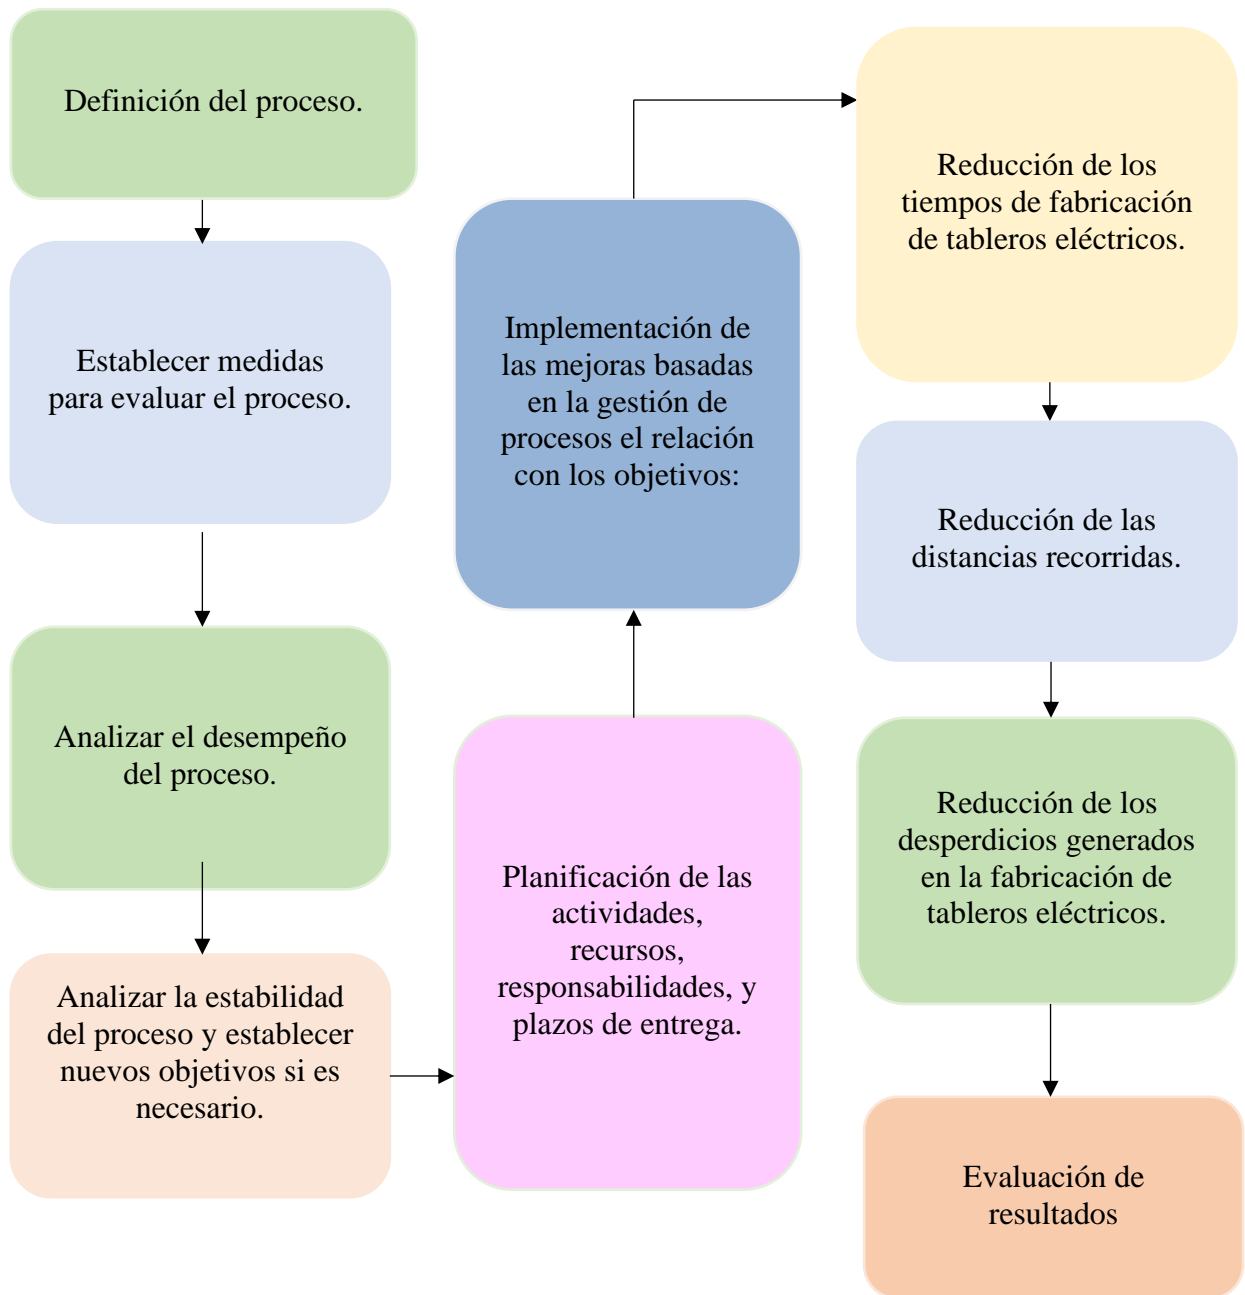 Definición del proceso.
Establecer medidas
para evaluar el proceso.
Analizar el desempeño
del proceso.
Analizar la estabilidad
del proceso y establecer
nuevos objetivos si es
necesario.
Planificación de las
actividades,
recursos,
responsabilidades, y
plazos de entrega.
Implementación de
las mejoras basadas
en la gestión de
procesos el relación
con los objetivos:
Reducción de los
tiempos de fabricación
de tableros eléctricos.
Reducción de las
distancias recorridas.
Reducción de los
desperdicios generados
en la fabricación de
tableros eléctricos.
Evaluación de
resultados